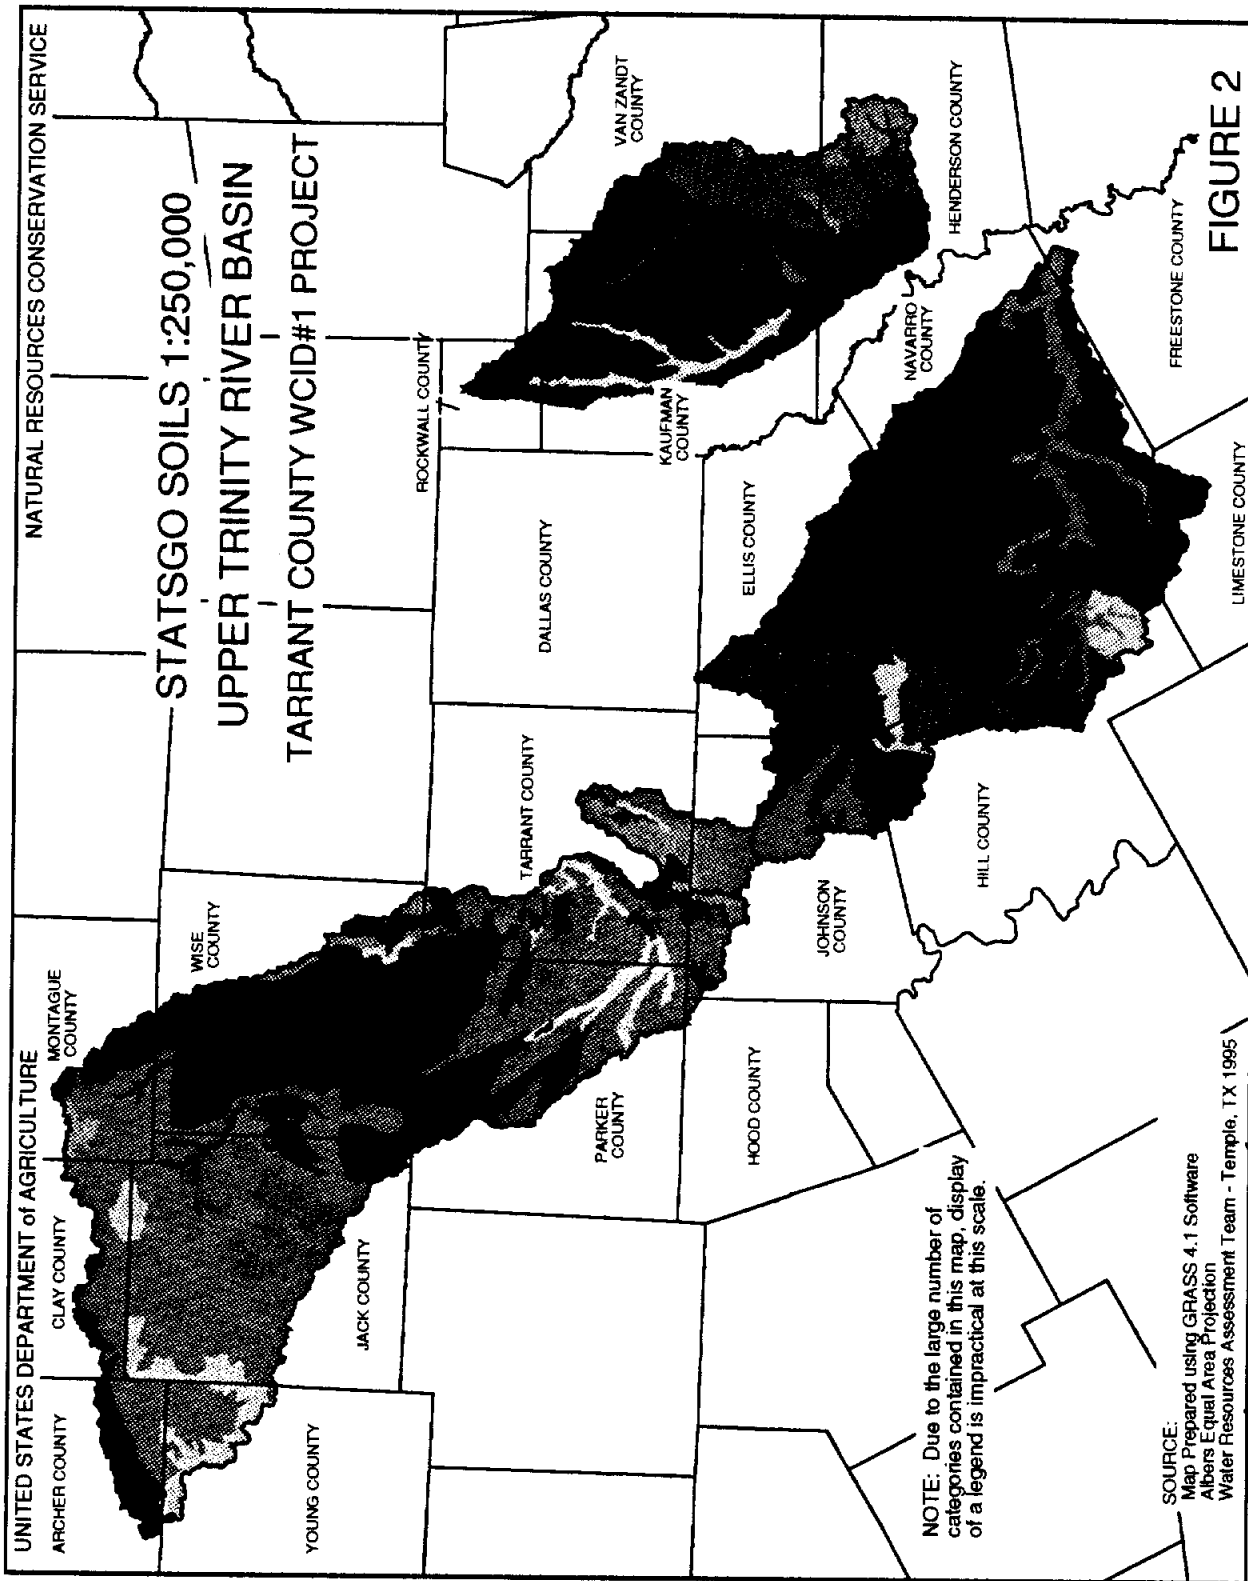 UNITED STATES DEPARTMENT of AGRICULTURE
NATURAL RESOURCES CONSERVATION SERVICE
STATSGO SOILS 1:250,000
UPPER TRINITY RIVER BASIN
TARRANT COUNTY WCID#1 PROJECT
ARCHER COUNTY
CLAY COUNTY
MONTAGUE
COUNTY
WISE
COUNTY
YOUNG COUNTY
JACK COUNTY
PARKER
COUNTY
TARRANT COUNTY
DALLAS COUNTY
ROCKWALL COUNTY
KAUFMAN
COUNTY
VAN ZANDT
COUNTY
HOOD COUNTY
JOHNSON
COUNTY
ELLIS COUNTY
NAVARRO
COUNTY
HENDERSON COUNTY
HILL COUNTY
FREESTONE COUNTY
LIMESTONE COUNTY
NOTE: Due to the large number of
categories contained in this map, display
of a legend is impractical at this scale.
SOURCE:
Map Prepared using GRASS 4.1 Software
Albers Equal Area Projection
Water Resources Assessment Team - Temple, TX 1995
FIGURE 2